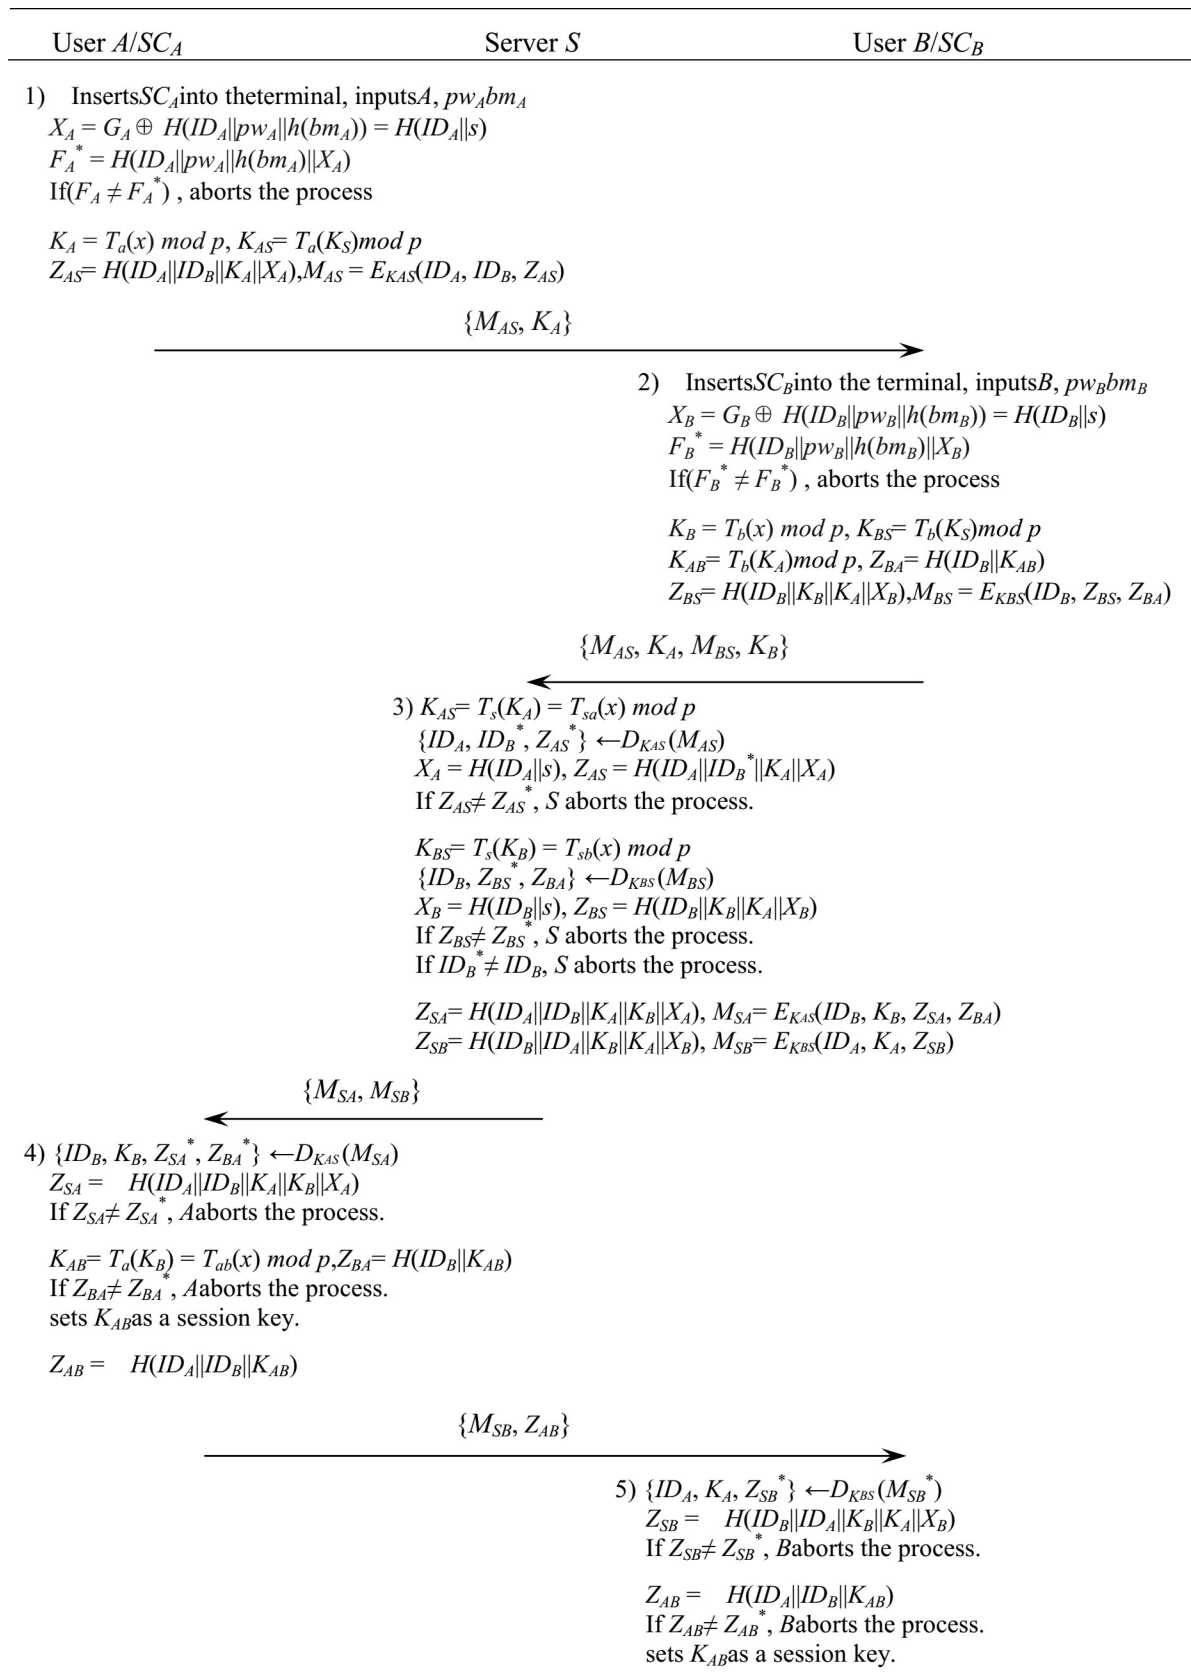 User A/SC_A Server S User B/SC_B
1) InsertsSC_Ainto theterminal, inputsA, pw_Abm_A
X_A = G_A ⊕ H(ID_A||pw_A||h(bm_A)) = H(ID_A||s)
F_A^* = H(ID_A||pw_A||h(bm_A)||X_A)
If(F_A ≠ F_A^*) , aborts the process
K_A = T_a(x) mod p, K_AS= T_a(K_S)mod p
Z_AS= H(ID_A||ID_B||K_A||X_A),M_AS = E_KAS(ID_A, ID_B, Z_AS)
{M_AS, K_A}
2) InsertsSC_Binto the terminal, inputsB, pw_Bbm_B
X_B = G_B ⊕ H(ID_B||pw_B||h(bm_B)) = H(ID_B||s)
F_B^* = H(ID_B||pw_B||h(bm_B)||X_B)
If(F_B^* ≠ F_B^*) , aborts the process
K_B = T_b(x) mod p, K_BS= T_b(K_S)mod p
K_AB= T_b(K_A)mod p, Z_BA= H(ID_B||K_AB)
Z_BS= H(ID_B||K_B||K_A||X_B),M_BS = E_KBS(ID_B, Z_BS, Z_BA)
{M_AS, K_A, M_BS, K_B}
3) K_AS= T_s(K_A) = T_sa(x) mod p
{ID_A, ID_B^*, Z_AS^*} ←D_KAS(M_AS)
X_A = H(ID_A||s), Z_AS = H(ID_A||ID_B^*||K_A||X_A)
If Z_AS≠ Z_AS^*, S aborts the process.
K_BS= T_s(K_B) = T_sb(x) mod p
{ID_B, Z_BS^*, Z_BA} ←D_KBS(M_BS)
X_B = H(ID_B||s), Z_BS = H(ID_B||K_B||K_A||X_B)
If Z_BS≠ Z_BS^*, S aborts the process.
If ID_B^*≠ ID_B, S aborts the process.
Z_SA= H(ID_A||ID_B||K_A||K_B||X_A), M_SA= E_KAS(ID_B, K_B, Z_SA, Z_BA)
Z_SB= H(ID_B||ID_A||K_B||K_A||X_B), M_SB= E_KBS(ID_A, K_A, Z_SB)
{M_SA, M_SB}
4) {ID_B, K_B, Z_SA^*, Z_BA^*} ←D_KAS(M_SA)
Z_SA = H(ID_A||ID_B||K_A||K_B||X_A)
If Z_SA≠ Z_SA^*, Aaborts the process.
K_AB= T_a(K_B) = T_ab(x) mod p,Z_BA= H(ID_B||K_AB)
If Z_BA≠ Z_BA^*, Aaborts the process.
sets K_ABas a session key.
Z_AB = H(ID_A||ID_B||K_AB)
{M_SB, Z_AB}
5) {ID_A, K_A, Z_SB^*} ←D_KBS(M_SB^*)
Z_SB = H(ID_B||ID_A||K_B||K_A||X_B)
If Z_SB≠ Z_SB^*, Baborts the process.
Z_AB = H(ID_A||ID_B||K_AB)
If Z_AB≠ Z_AB^*, Baborts the process.
sets K_ABas a session key.